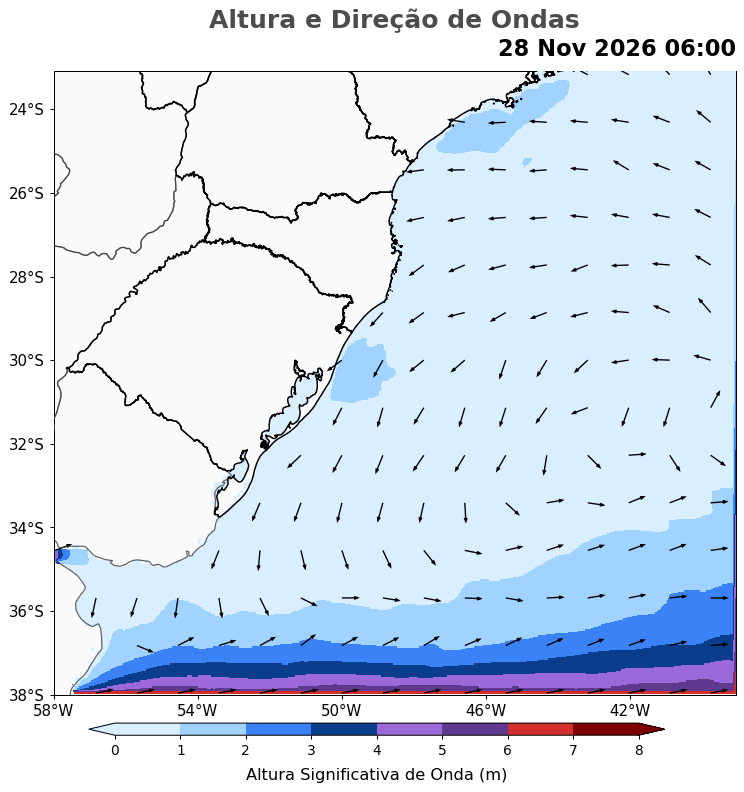 Altura e Direção de Ondas
28 Nov 2026 06:00
24°S
26°S
28°S
30°S
32°S
34°S
36°S
38°S
58°W 54°W 50°W 46°W 42°W
0 1 2 3 4 5 6 7 8
Altura Significativa de Onda (m)